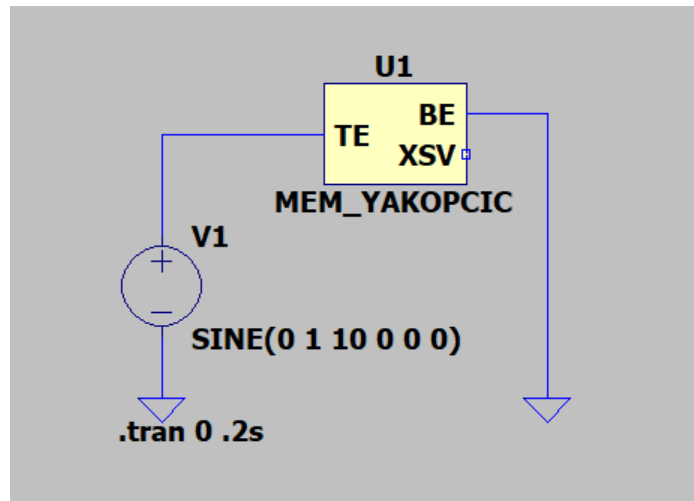 U1
BE
TE
XSV
MEM_YAKOPCIC
V1
SINE(0 1 10 0 0 0)
.tran 0 .2s